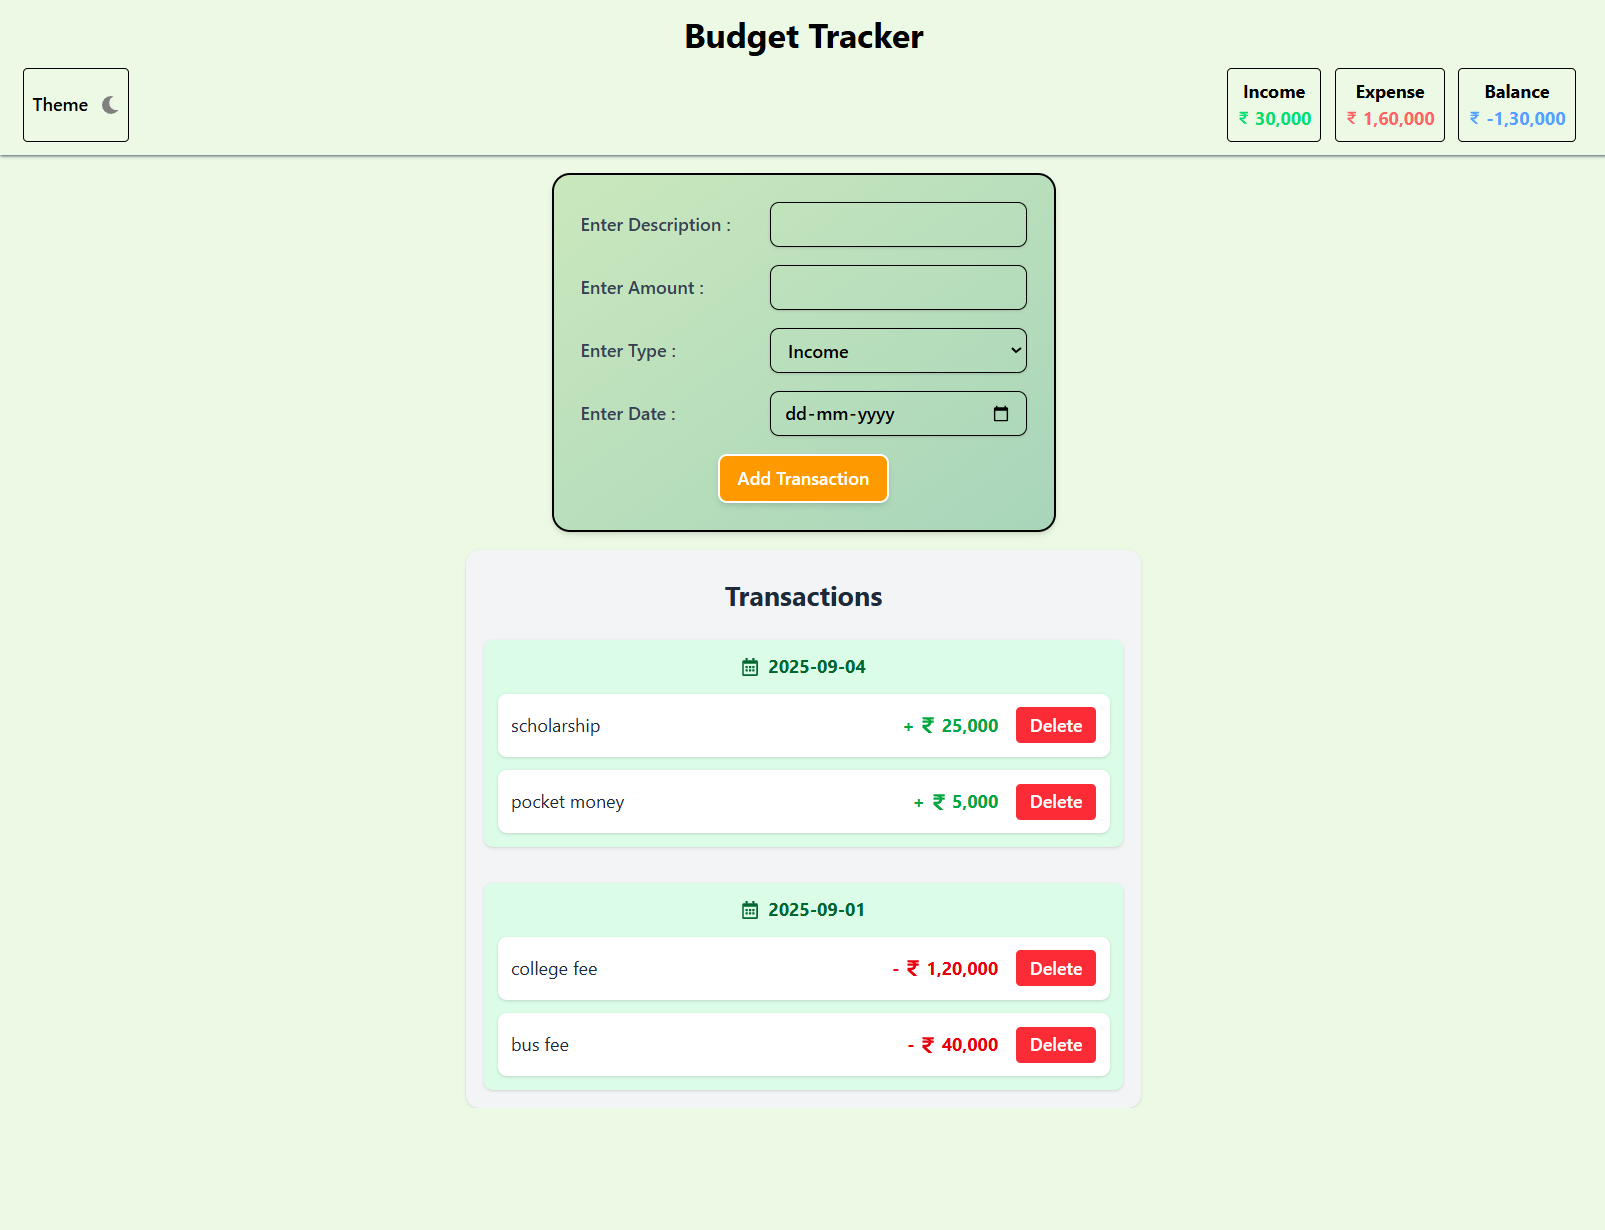 Budget Tracker
Theme
Income
₹ 30,000
Expense
₹ 1,60,000
Balance
₹ -1,30,000
Enter Description :
Enter Amount :
Enter Type :
Income
Enter Date :
dd-mm-yyyy
Add Transaction
Transactions
2025-09-04
scholarship + ₹ 25,000 Delete
pocket money + ₹ 5,000 Delete
2025-09-01
college fee - ₹ 1,20,000 Delete
bus fee - ₹ 40,000 Delete